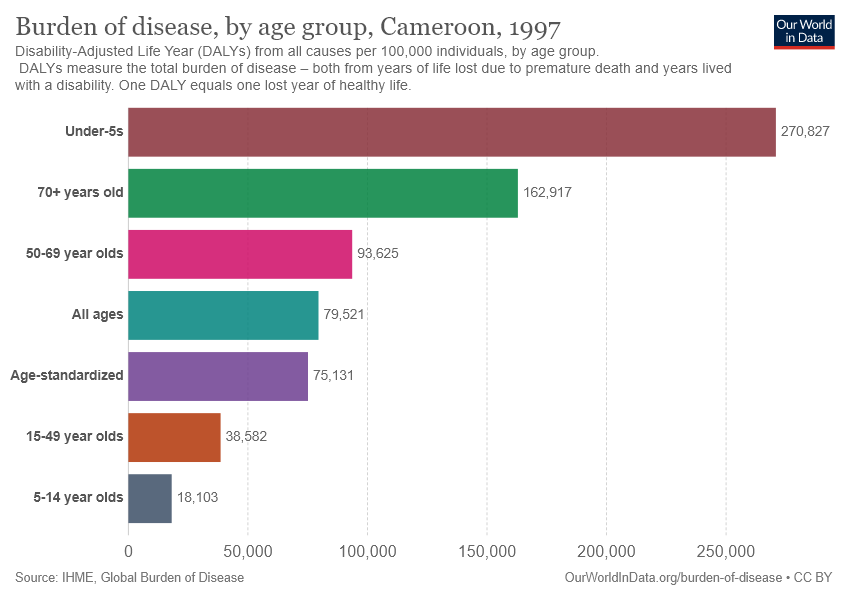 Burden of disease, by age group, Cameroon, 1997
Our World
in Data
Disability-Adjusted Life Year (DALYs) from all causes per 100,000 individuals, by age group.
DALYs measure the total burden of disease – both from years of life lost due to premature death and years lived
with a disability. One DALY equals one lost year of healthy life.
Under-5s
270,827
70+ years old
162,917
50-69 year olds
93,625
All ages
79,521
Age-standardized
75,131
15-49 year olds
38,582
5-14 year olds
18,103
0
50,000
100,000
150,000
200,000
250,000
Source: IHME, Global Burden of Disease
OurWorldInData.org/burden-of-disease • CC BY